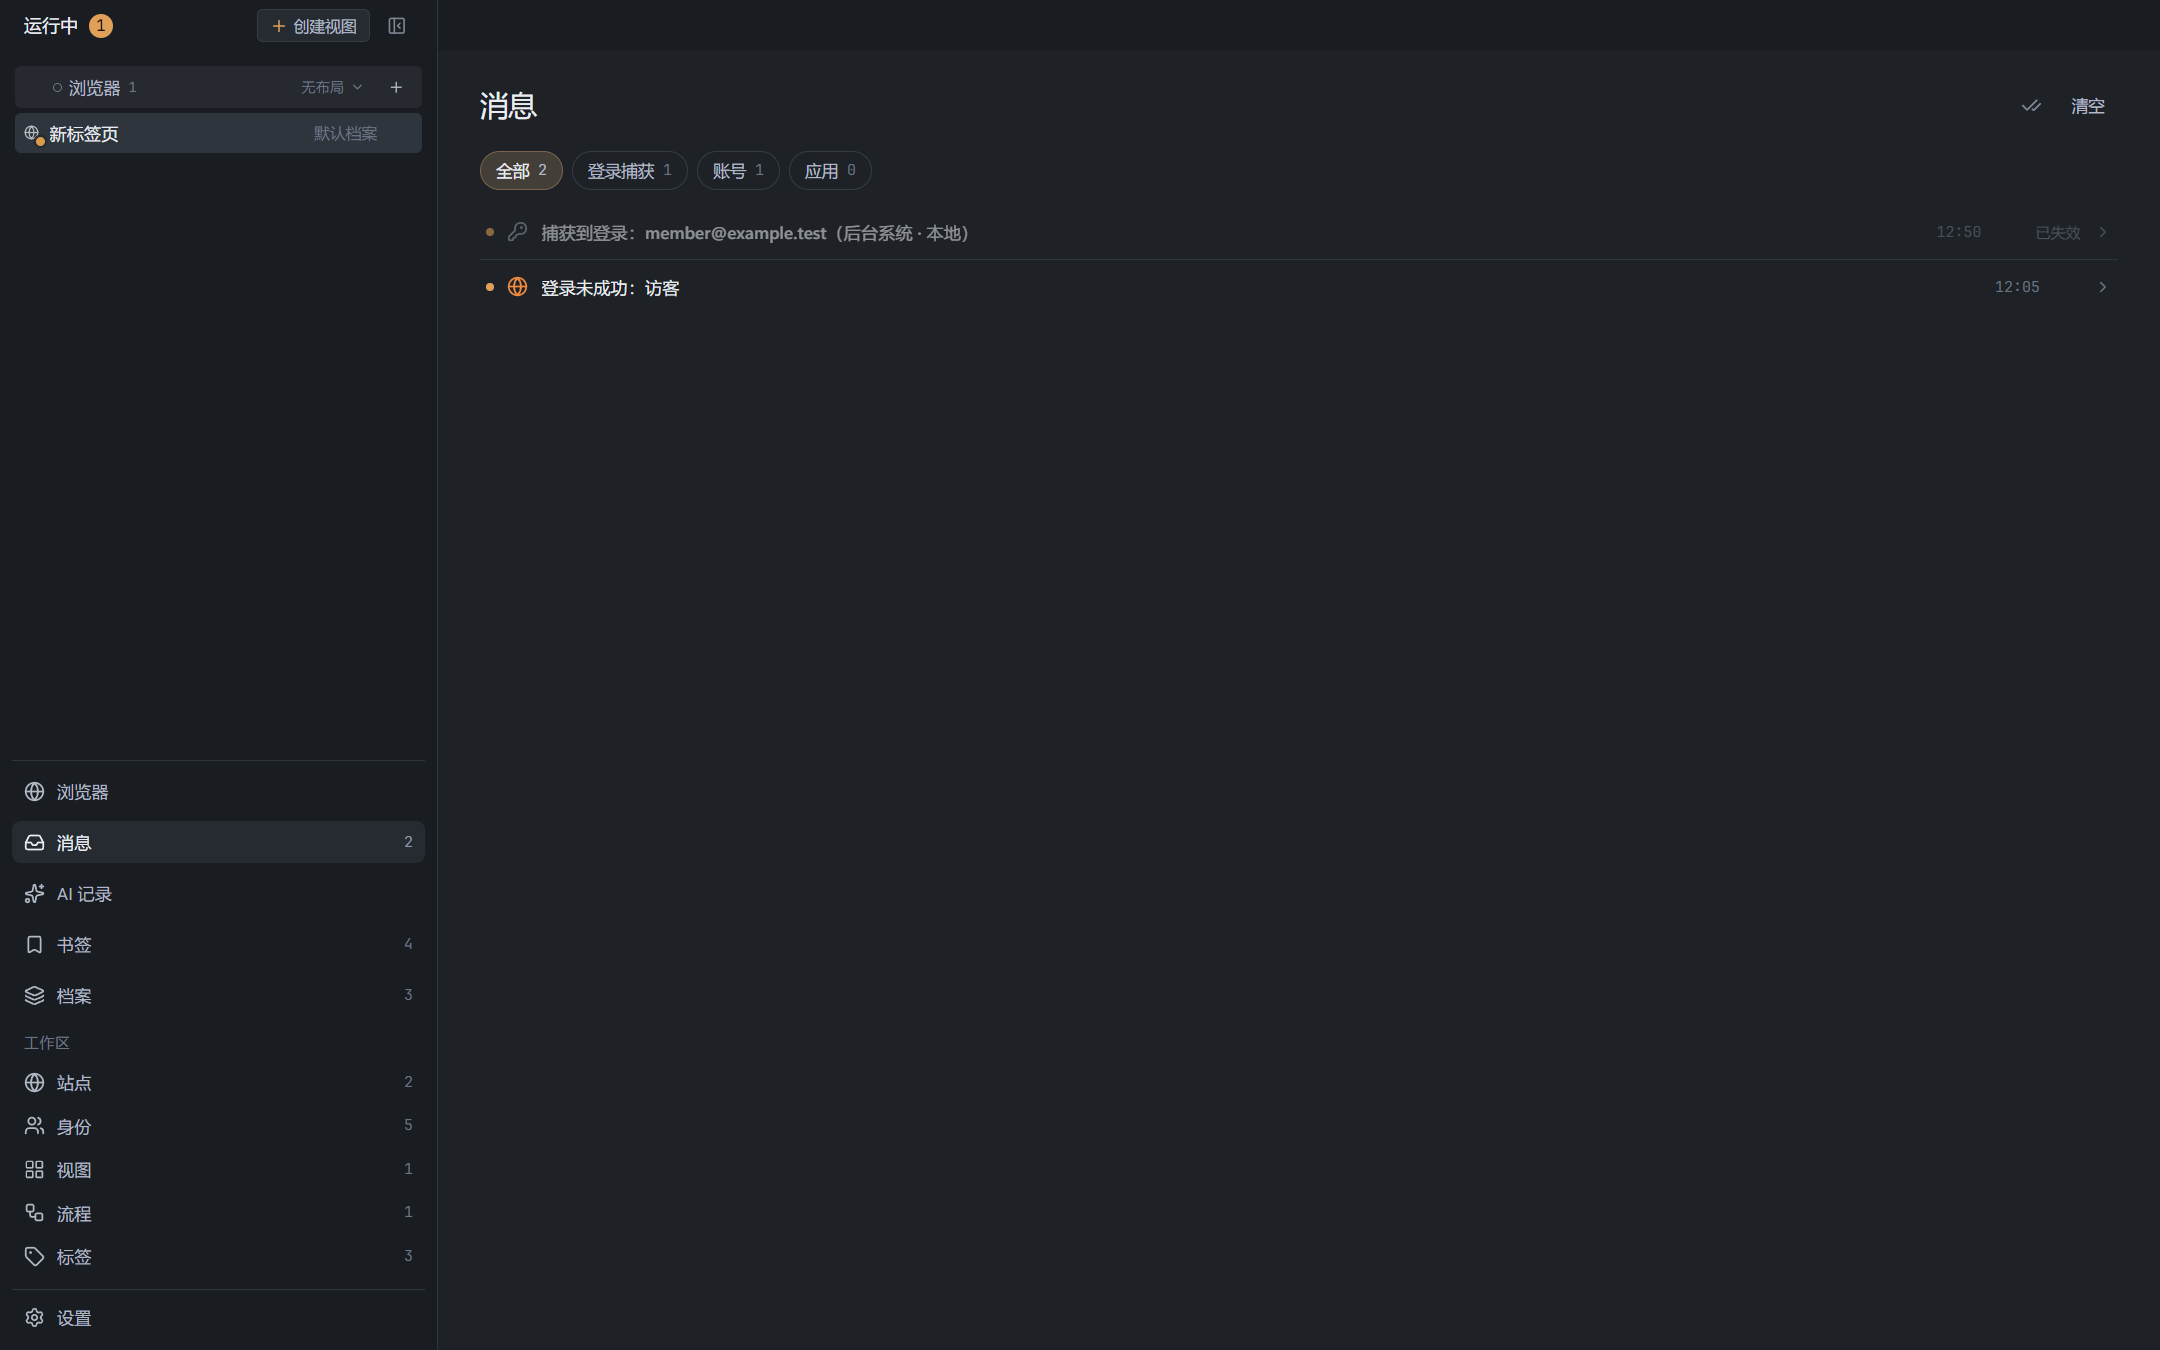 运行中 1 创建视图
浏览器 1 无布局
新标签页 默认档案
浏览器
消息 2
AI 记录
书签 4
档案 3
工作区
站点 2
身份 5
视图 1
流程 1
标签 3
设置
消息 清空
全部 2 登录捕获 1 账号 1 应用 0
捕获到登录：member@example.test（后台系统 · 本地） 12:50 已失效
登录未成功：访客 12:05